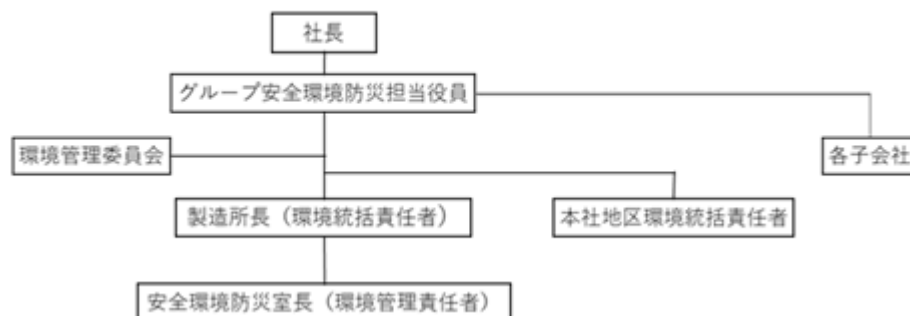 社長
グループ安全環境防災担当役員
環境管理委員会
各子会社
製造所長（環境統括責任者）
本社地区環境統括責任者
安全環境防災室長（環境管理責任者）